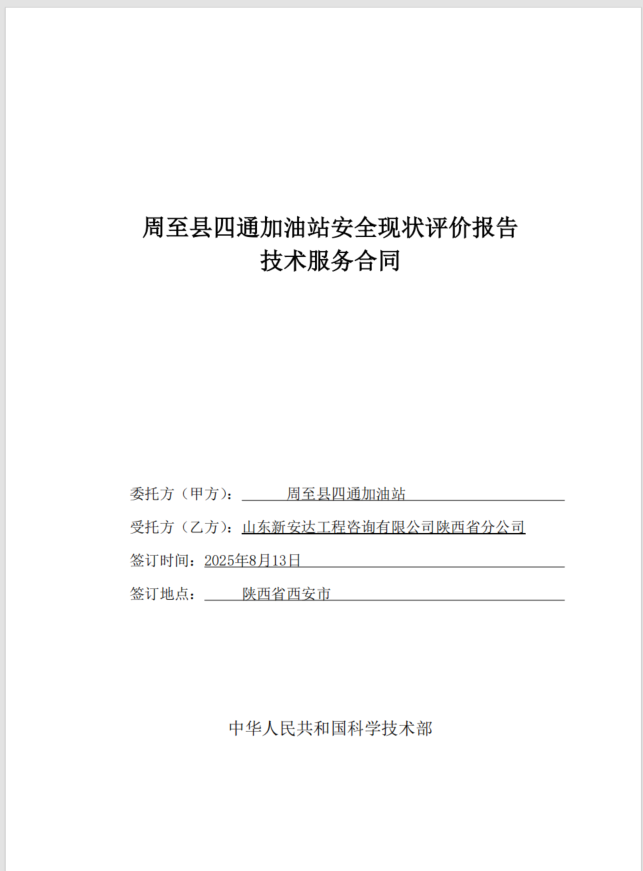 周至县四通加油站安全现状评价报告
技术服务合同
委托方（甲方）：周至县四通加油站
受托方（乙方）：山东新安达工程咨询有限公司陕西省分公司
签订时间：2025年8月13日
签订地点：陕西省西安市
中华人民共和国科学技术部